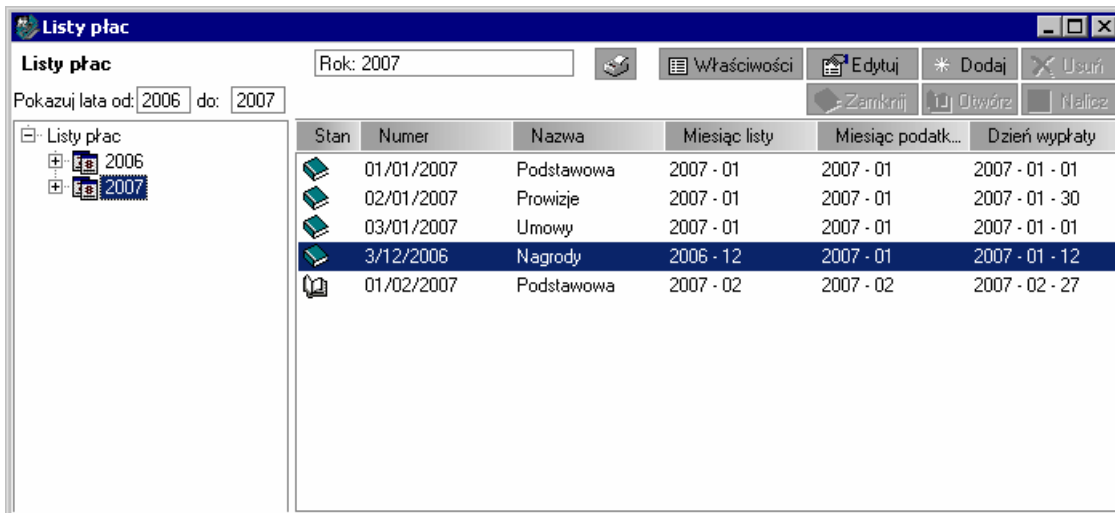 Listy płac
Listy płac Rok: 2007 Właściwości Edytuj Dodaj Usuń
Pokazuj lata od: 2006 do: 2007 Zamknij Otwórz Nalicz
Listy płac
2006
2007
Stan Numer Nazwa Miesiąc listy Miesiąc podatk... Dzień wypłaty
01/01/2007 Podstawowa 2007 - 01 2007 - 01 2007 - 01 - 01
02/01/2007 Prowizje 2007 - 01 2007 - 01 2007 - 01 - 30
03/01/2007 Umowy 2007 - 01 2007 - 01 2007 - 01 - 01
3/12/2006 Nagrody 2006 - 12 2007 - 01 2007 - 01 - 12
01/02/2007 Podstawowa 2007 - 02 2007 - 02 2007 - 02 - 27